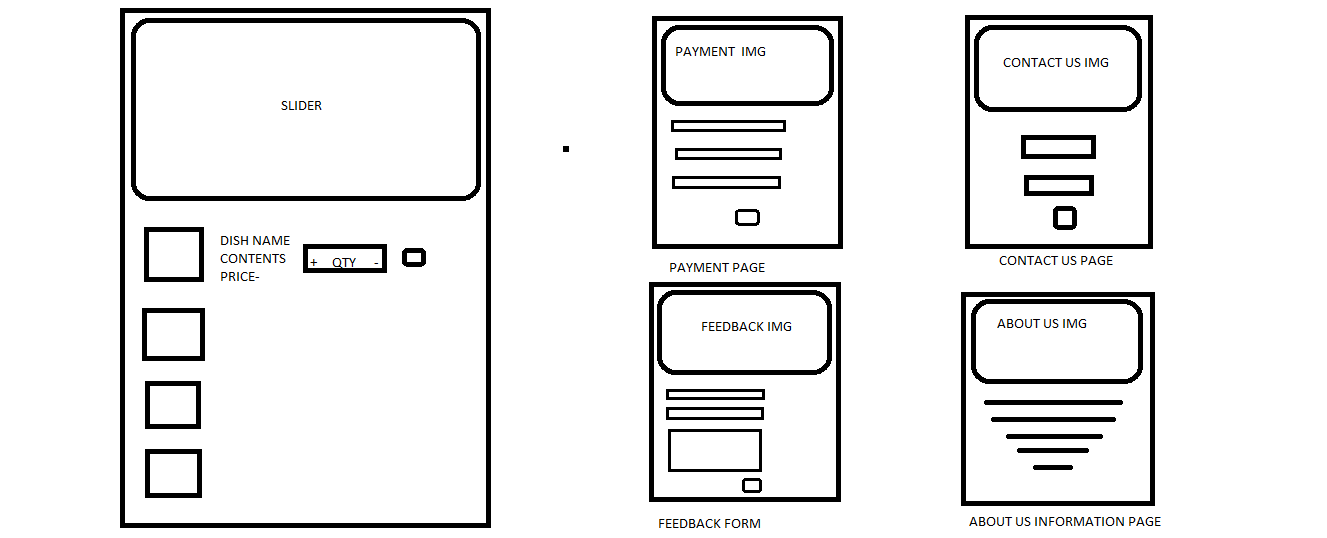 SLIDER
DISH NAME
CONTENTS
PRICE-
+ QTY -
PAYMENT IMG
PAYMENT PAGE
CONTACT US IMG
CONTACT US PAGE
FEEDBACK IMG
FEEDBACK FORM
ABOUT US IMG
ABOUT US INFORMATION PAGE